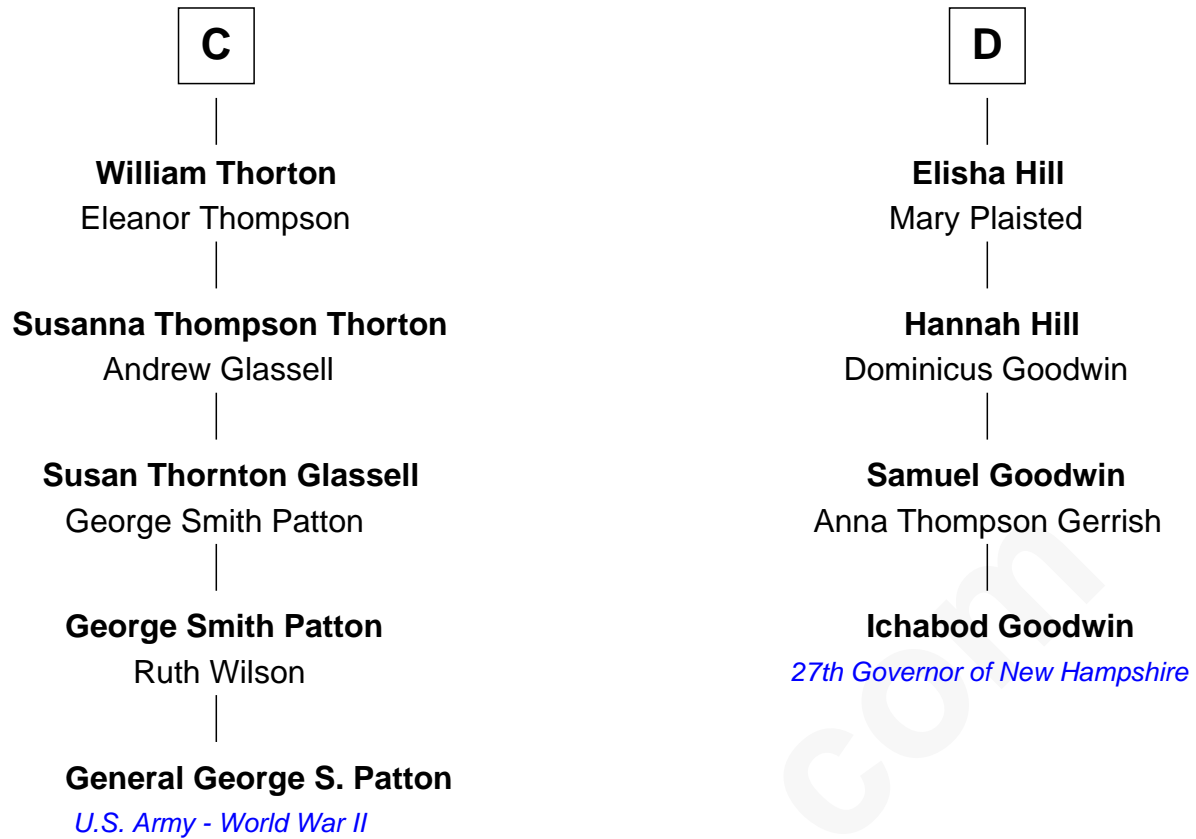 C
William Thorton
Eleanor Thompson
Susanna Thompson Thorton
Andrew Glassell
Susan Thornton Glassell
George Smith Patton
George Smith Patton
Ruth Wilson
General George S. Patton
U.S. Army - World War II
D
Elisha Hill
Mary Plaisted
Hannah Hill
Dominicus Goodwin
Samuel Goodwin
Anna Thompson Gerrish
Ichabod Goodwin
27th Governor of New Hampshire
com